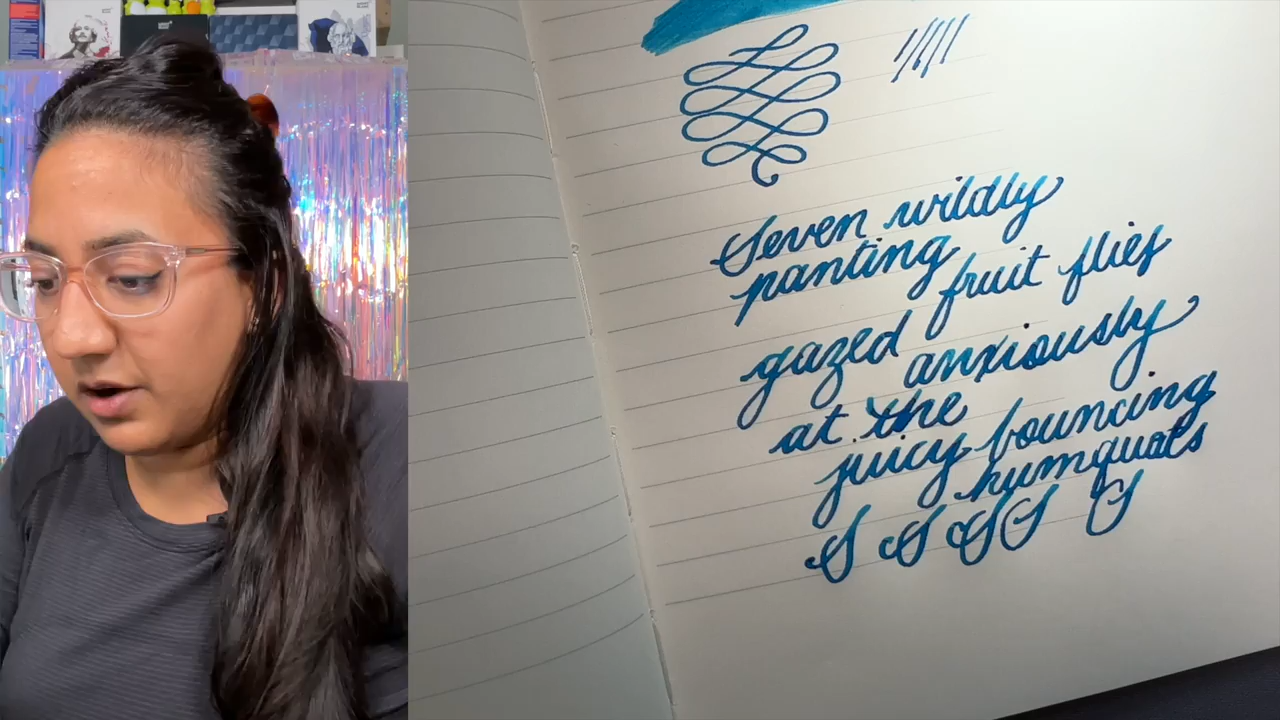 Seven wildly
panting fruit flies
gazed anxiously
at the
juicy bouncing
kumquats
S S S S S